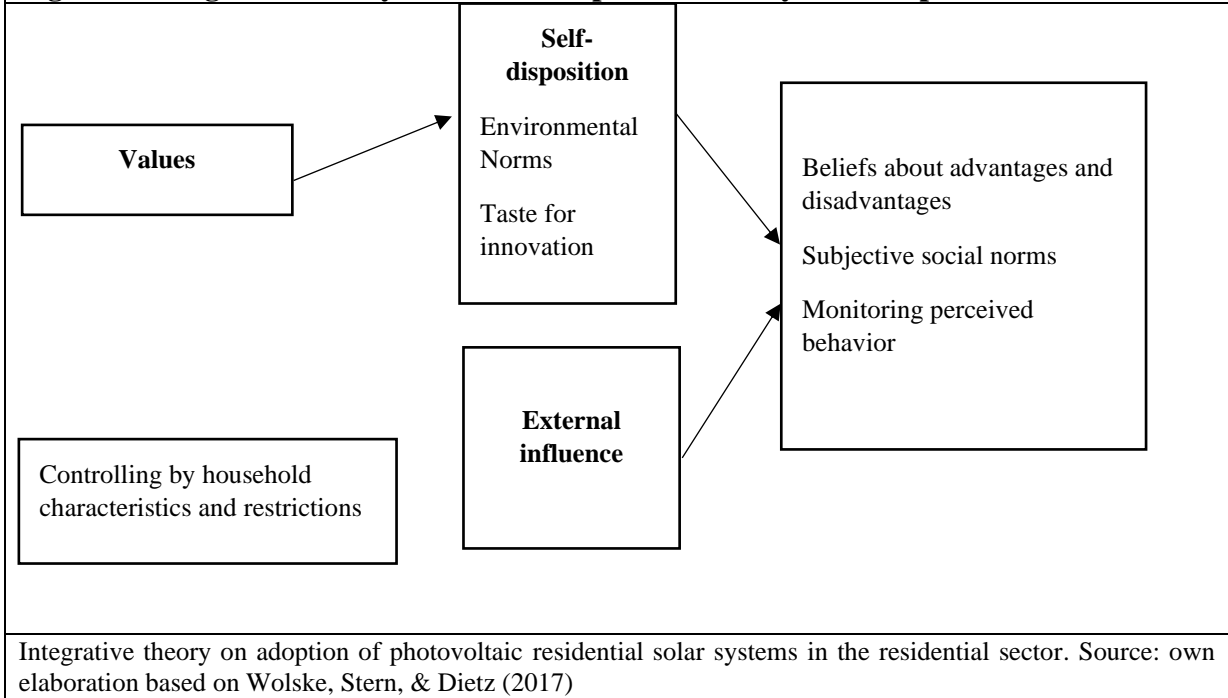 Self-
disposition
Environmental
Norms
Taste for
innovation
Values
Beliefs about advantages and
disadvantages
Subjective social norms
Monitoring perceived
behavior
External
influence
Controlling by household
characteristics and restrictions
Integrative theory on adoption of photovoltaic residential solar systems in the residential sector. Source: own
elaboration based on Wolske, Stern, & Dietz (2017)